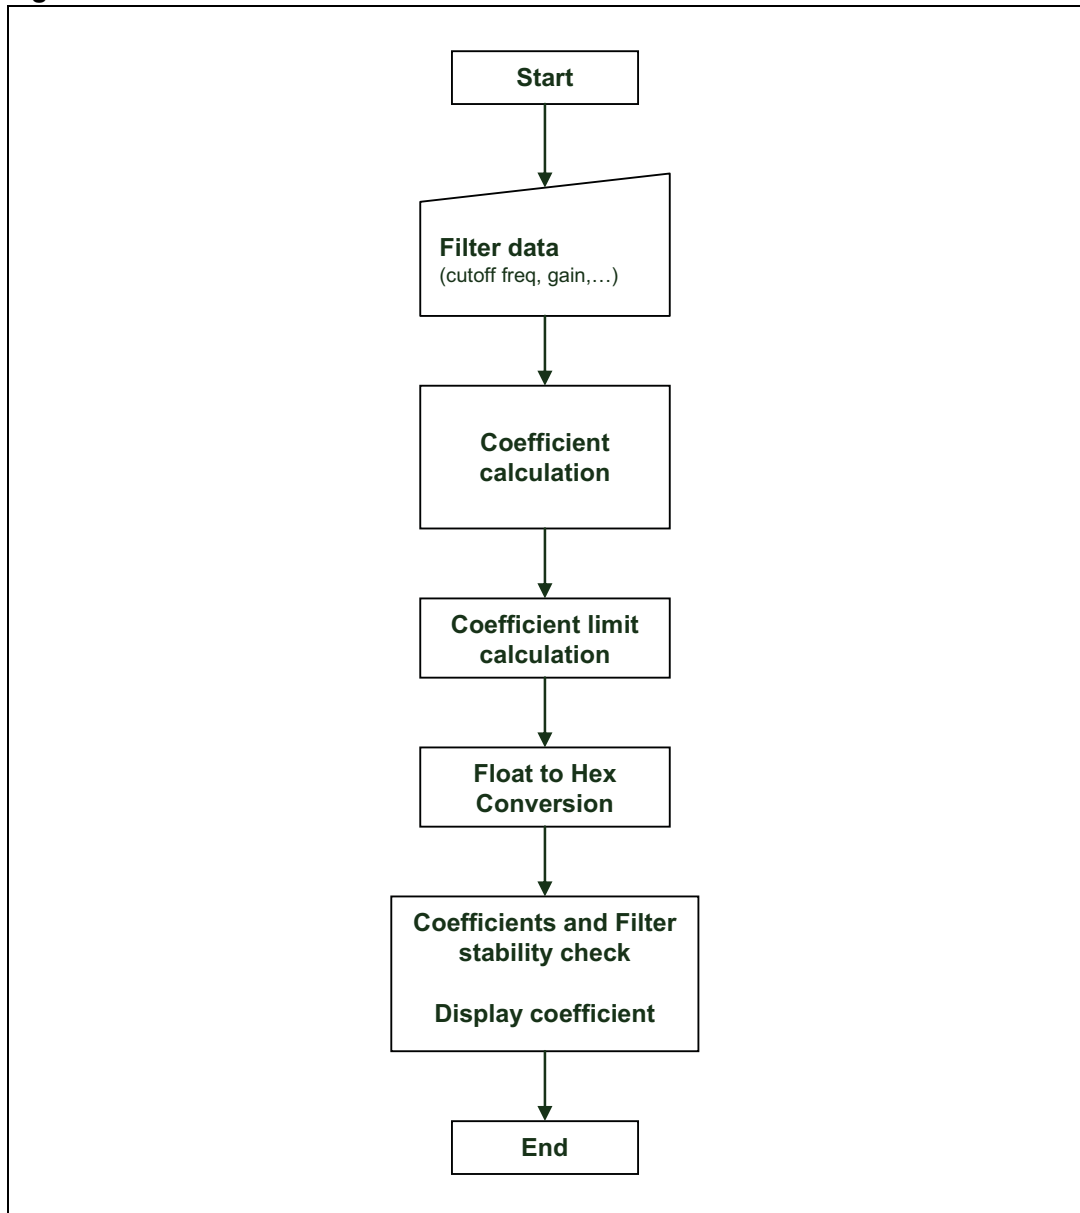 Start
Filter data
(cutoff freq, gain,…)
Coefficient
calculation
Coefficient limit
calculation
Float to Hex
Conversion
Coefficients and Filter
stability check
Display coefficient
End